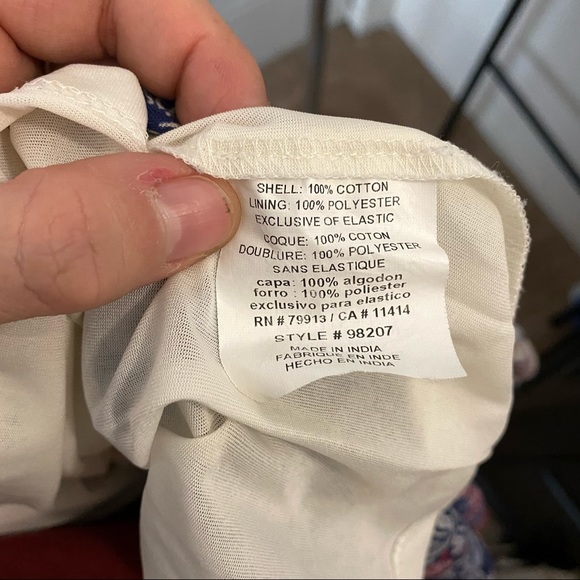 SHELL: 100% COTTON
LINING: 100% POLYESTER
EXCLUSIVE OF ELASTIC
COQUE: 100% COTON
DOUBLURE: 100% POLYESTER
SANS ELASTIQUE
capa: 100% algodon
forro : 100% poliester
exclusivo para elastico
RN # 79913 / CA # 11414
STYLE # 98207
MADE IN INDIA
FABRIQUE EN INDE
HECHO EN INDIA